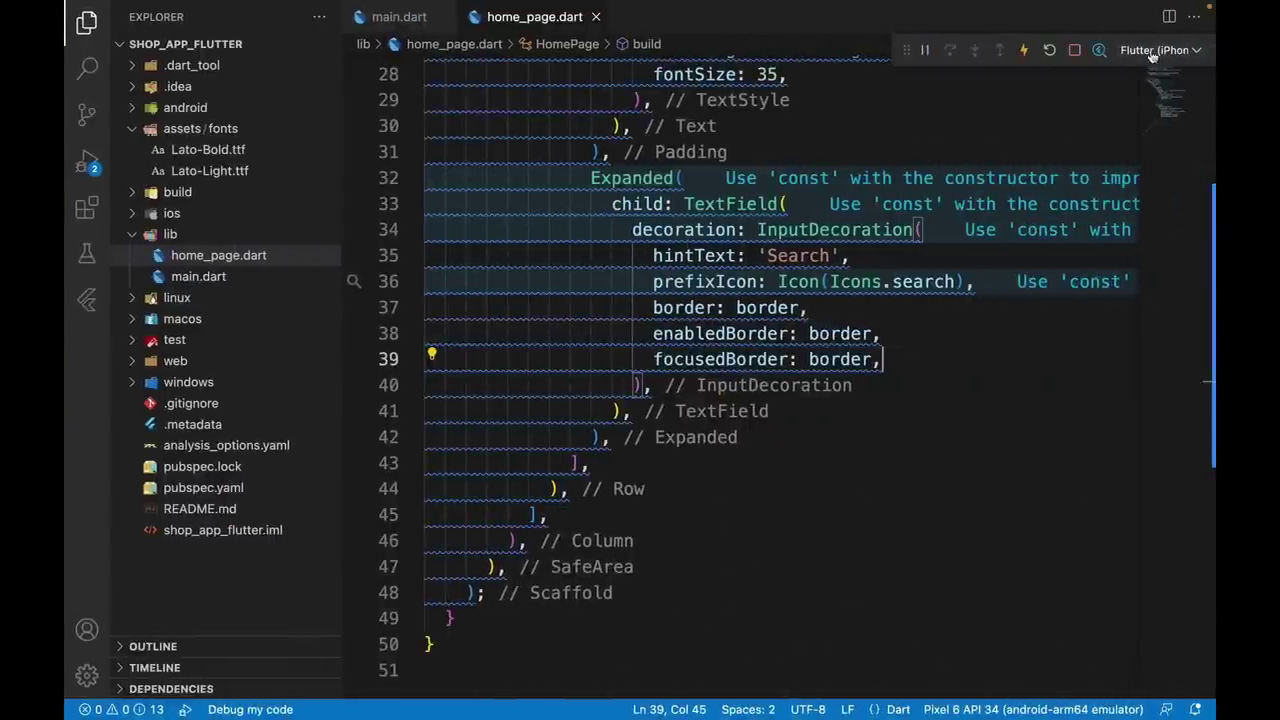 EXPLORER
SHOP_APP_FLUTTER
.dart_tool
.idea
android
assets/fonts
Aa Lato-Bold.ttf
Aa Lato-Light.ttf
build
ios
lib
home_page.dart
main.dart
linux
macos
test
web
windows
.gitignore
.metadata
analysis_options.yaml
pubspec.lock
pubspec.yaml
README.md
shop_app_flutter.iml
OUTLINE
TIMELINE
DEPENDENCIES
2
main.dart
home_page.dart
lib > home_page.dart > HomePage > build
Flutter (iPhon
28 fontSize: 35,
29 ), // TextStyle
30 ), // Text
31 ), // Padding
32 Expanded( Use 'const' with the constructor to impr
33 child: TextField( Use 'const' with the construct
34 decoration: InputDecoration( Use 'const' with
35 hintText: 'Search',
36 prefixIcon: Icon(Icons.search), Use 'const'
37 border: border,
38 enabledBorder: border,
39 focusedBorder: border,
40 ), // InputDecoration
41 ), // TextField
42 ), // Expanded
43 ],
44 ), // Row
45 ],
46 ), // Column
47 ), // SafeArea
48 ); // Scaffold
49 }
50 }
51
0 0 13 Debug my code Ln 39, Col 45 Spaces: 2 UTF-8 LF {} Dart Pixel 6 API 34 (android-arm64 emulator)